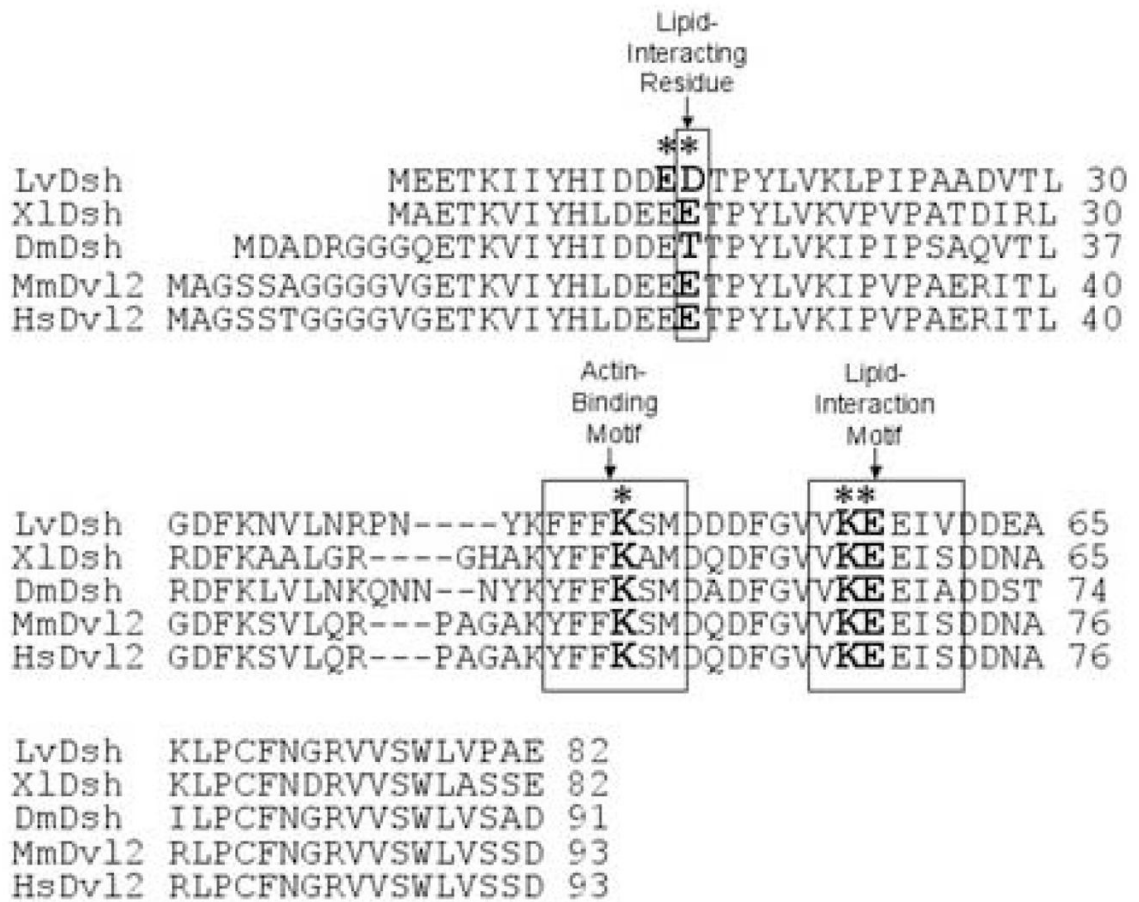 Lipid-
Interacting
Residue
* *
LvDsh MEETKIIYHIDDEDTPYLVKLPIPAADVTL 30
XlDsh MAETKVIYHLDEEETPYLVKVPVPATDIRL 30
DmDsh MDADRGGGQETKVIYHIDDETTPYLVKIPIPSAQVTL 37
MmDvl2 MAGSSAGGGGVGETKVIYHLDEEETPYLVKIPVPAERITL 40
HsDvl2 MAGSSTGGGGVGETKVIYHLDEEETPYLVKIPVPAERITL 40
Actin-
Binding
Motif
Lipid-
Interaction
Motif
* **
LvDsh GDFKNVLNRPN----YKFFFKSMDDDFGVVKEEIVDDEA 65
XlDsh RDFKAALGR----GHAKYFFKAMDQDFGVVKEEISDDNA 65
DmDsh RDFKLVLNKQNN--NYKYFFKSMDADFGVVKEEIADDST 74
MmDvl2 GDFKSVLQR---PAGAKYFFKSMDQDFGVVKEEISDDNA 76
HsDvl2 GDFKSVLQR---PAGAKYFFKSMDQDFGVVKEEISDDNA 76
LvDsh KLPCFNGRVVSWLVPAE 82
XlDsh KLPCFNDRVVSWLASSE 82
DmDsh ILPCFNGRVVSWLVSAD 91
MmDvl2 RLPCFNGRVVSWLVSSD 93
HsDvl2 RLPCFNGRVVSWLVSSD 93